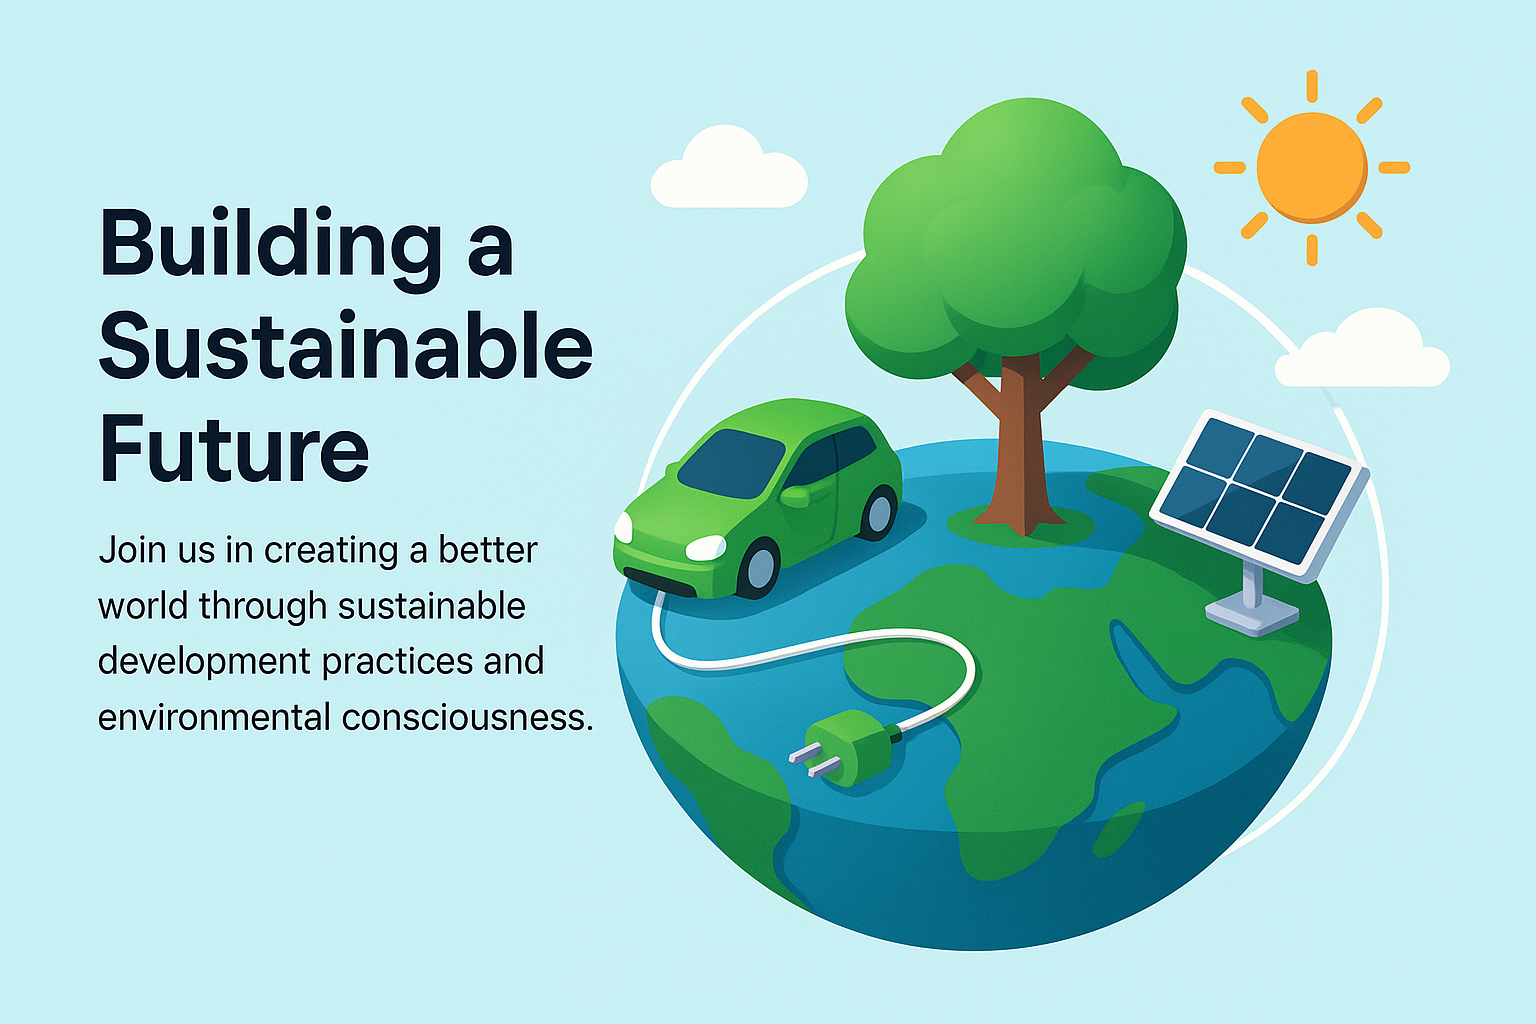 Building a
Sustainable
Future
Join us in creating a better
world through sustainable
development practices and
environmental consciousness.